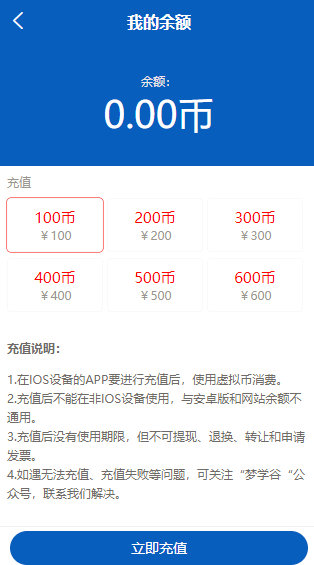 我的余额
余额:
0.00币
充值
100币 200币 300币
￥100 ￥200 ￥300
400币 500币 600币
￥400 ￥500 ￥600
充值说明：
1.在IOS设备的APP要进行充值后，使用虚拟币消费。
2.充值后不能在非IOS设备使用，与安卓版和网站余额不
通用。
3.充值后没有使用期限，但不可提现、退换、转让和申请
发票。
4.如遇无法充值、充值失败等问题，可关注“梦学谷“公
众号，联系我们解决。
立即充值